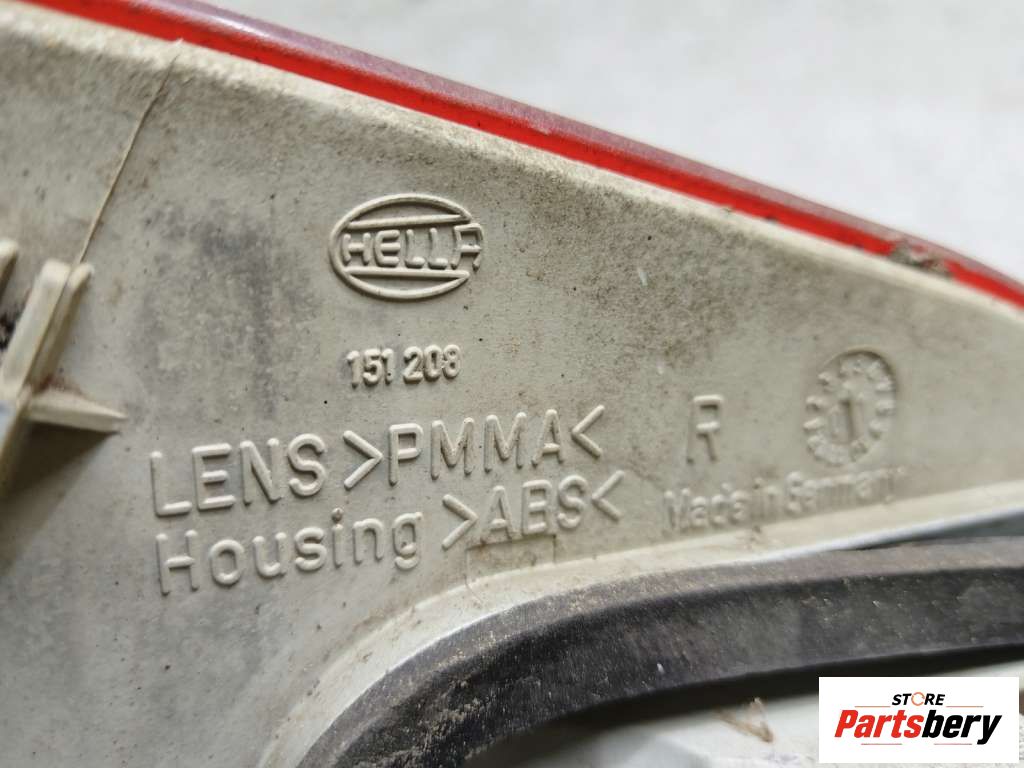 HELLA
151 208
LENS >PMMA<
R
Housing >ABS<
Made in Germany
STORE
Partsbery